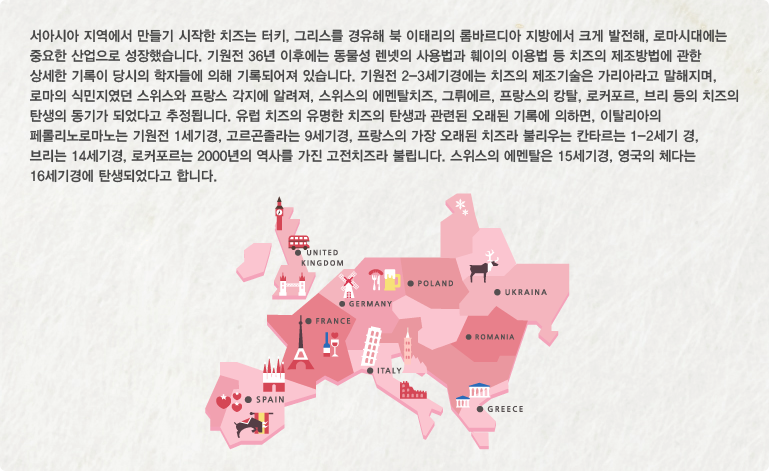 서아시아 지역에서 만들기 시작한 치즈는 터키, 그리스를 경유해 북 이태리의 롬바르디아 지방에서 크게 발전해, 로마시대에는
중요한 산업으로 성장했습니다. 기원전 36년 이후에는 동물성 렌넷의 사용법과 훼이의 이용법 등 치즈의 제조방법에 관한
상세한 기록이 당시의 학자들에 의해 기록되어져 있습니다. 기원전 2-3세기경에는 치즈의 제조기술은 가리아라고 말해지며,
로마의 식민지였던 스위스와 프랑스 각지에 알려져, 스위스의 에멘탈치즈, 그뤼에르, 프랑스의 캉탈, 로커포르, 브리 등의 치즈의
탄생의 동기가 되었다고 추정됩니다. 유럽 치즈의 유명한 치즈의 탄생과 관련된 오래된 기록에 의하면, 이탈리아의
페롤리노로마노는 기원전 1세기경, 고르곤졸라는 9세기경, 프랑스의 가장 오래된 치즈라 불리우는 칸타르는 1-2세기 경,
브리는 14세기경, 로커포르는 2000년의 역사를 가진 고전치즈라 불립니다. 스위스의 에멘탈은 15세기경, 영국의 체다는
16세기경에 탄생되었다고 합니다.
UNITED
KINGDOM
POLAND
UKRAINA
GERMANY
FRANCE
ROMANIA
ITALY
SPAIN
GREECE